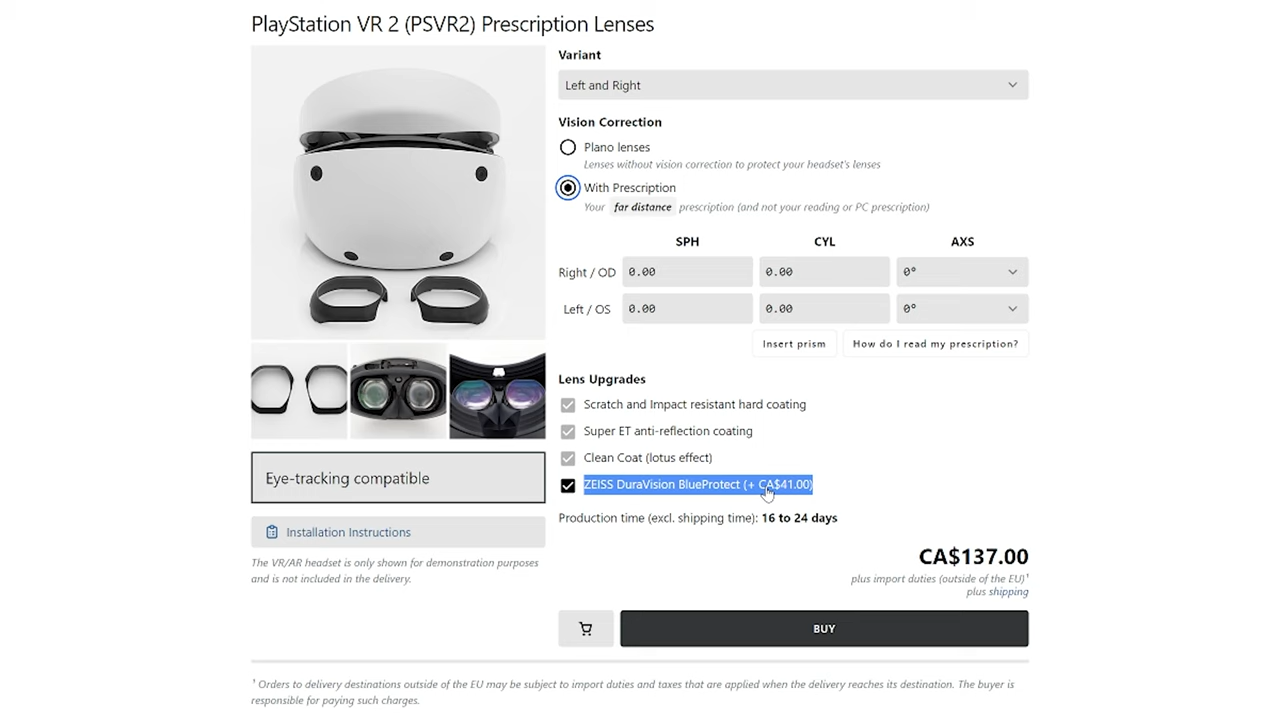 PlayStation VR 2 (PSVR2) Prescription Lenses
Variant
Left and Right
Vision Correction
Plano lenses
Lenses without vision correction to protect your headset's lenses
With Prescription
Your far distance prescription (and not your reading or PC prescription)
SPH CYL AXS
Right / OD 0.00 0.00 0°
Left / OS 0.00 0.00 0°
Insert prism How do I read my prescription?
Lens Upgrades
Scratch and Impact resistant hard coating
Super ET anti-reflection coating
Clean Coat (lotus effect)
ZEISS DuraVision BlueProtect (+ CA$41.00)
Production time (excl. shipping time): 16 to 24 days
Eye-tracking compatible
Installation Instructions
The VR/AR headset is only shown for demonstration purposes
and is not included in the delivery.
CA$137.00
plus import duties (outside of the EU)¹
plus shipping
BUY
¹ Orders to delivery destinations outside of the EU may be subject to import duties and taxes that are applied when the delivery reaches its destination. The buyer is
responsible for paying such charges.